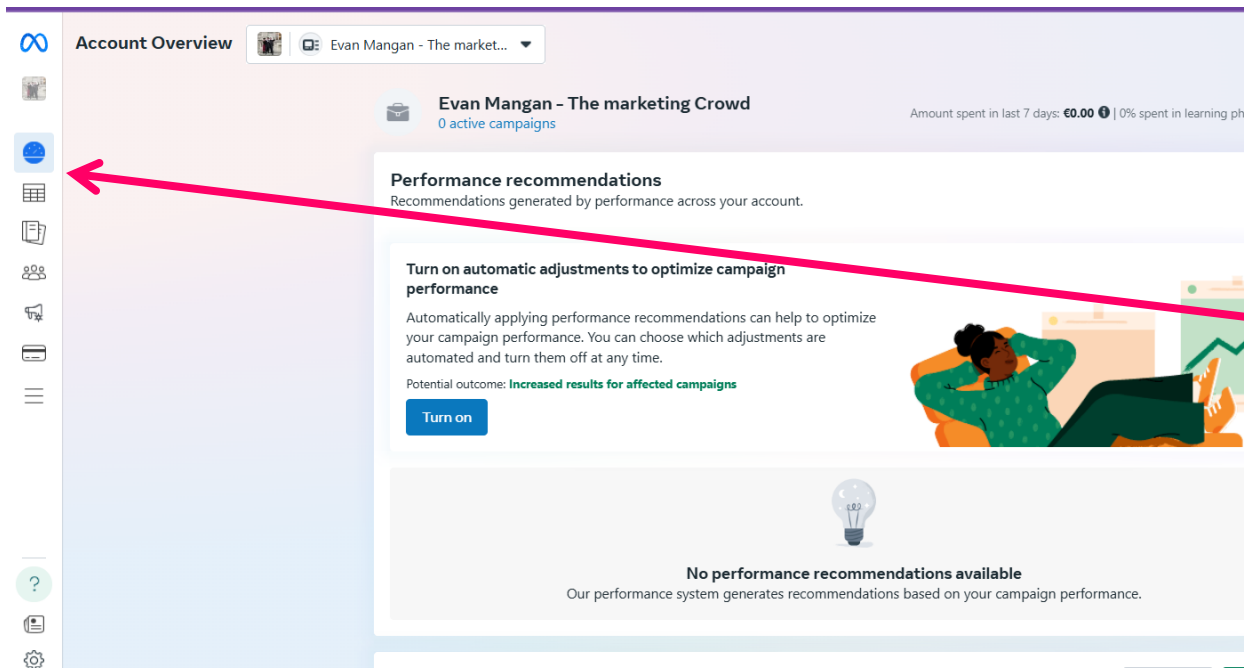 Account Overview
Evan Mangan - The market...
Evan Mangan – The marketing Crowd
0 active campaigns
Amount spent in last 7 days: €0.00 | 0% spent in learning ph
Performance recommendations
Recommendations generated by performance across your account.
Turn on automatic adjustments to optimize campaign
performance
Automatically applying performance recommendations can help to optimize
your campaign performance. You can choose which adjustments are
automated and turn them off at any time.
Potential outcome: Increased results for affected campaigns
Turn on
No performance recommendations available
Our performance system generates recommendations based on your campaign performance.